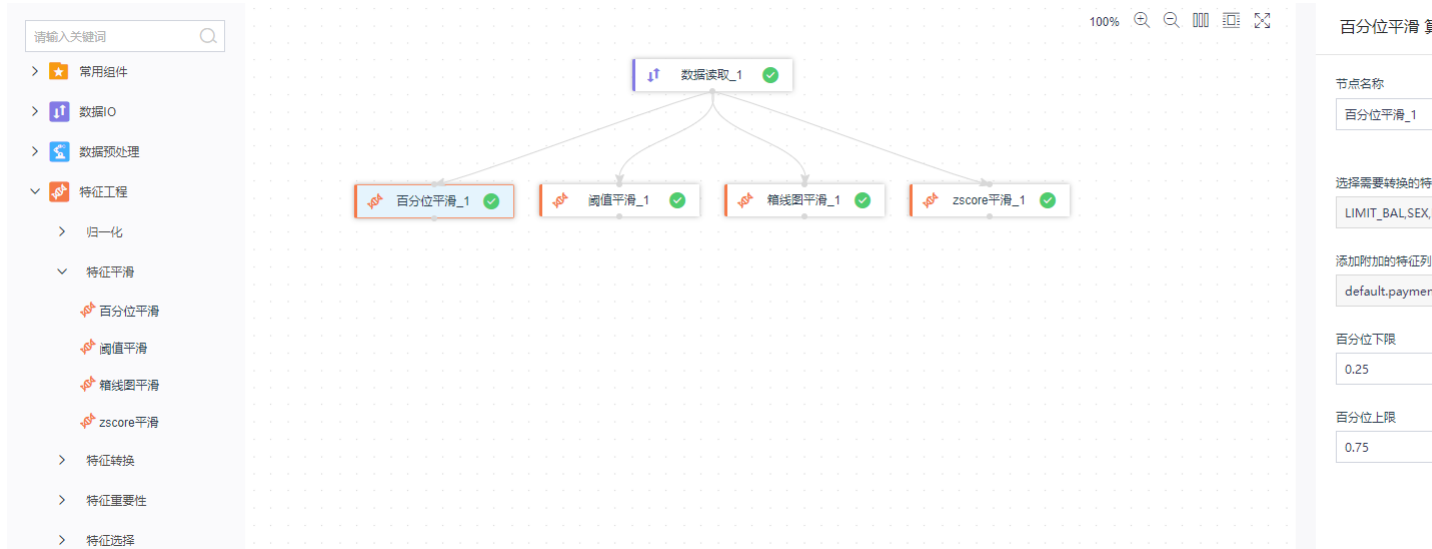 请输入关键词
常用组件
数据IO
数据预处理
特征工程
归一化
特征平滑
百分位平滑
阈值平滑
箱线图平滑
zscore平滑
特征转换
特征重要性
特征选择
100%
数据读取_1
百分位平滑_1
阈值平滑_1
箱线图平滑_1
zscore平滑_1
百分位平滑
节点名称
百分位平滑_1
选择需要转换的特
LIMIT_BAL,SEX,
添加附加的特征列
default.paymen
百分位下限
0.25
百分位上限
0.75